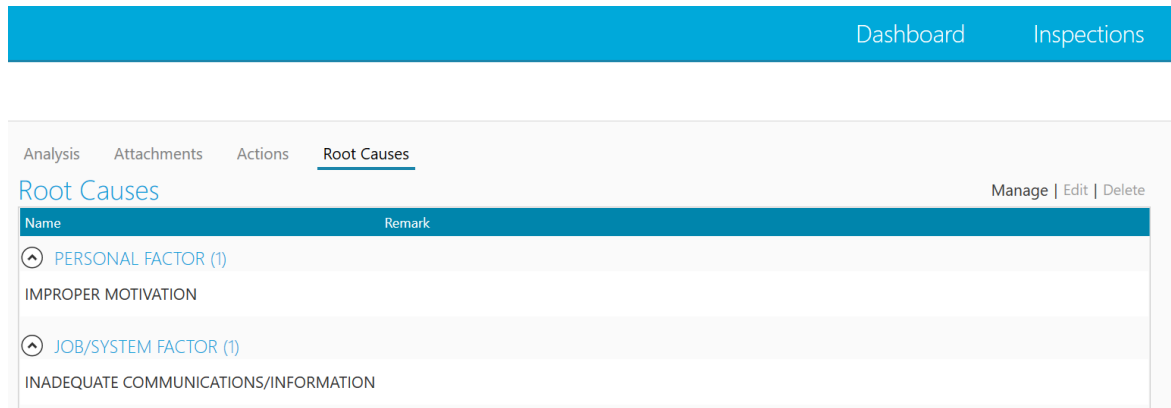 Dashboard Inspections
Analysis Attachments Actions Root Causes
Root Causes Manage | Edit | Delete
Name Remark
PERSONAL FACTOR (1)
IMPROPER MOTIVATION
JOB/SYSTEM FACTOR (1)
INADEQUATE COMMUNICATIONS/INFORMATION